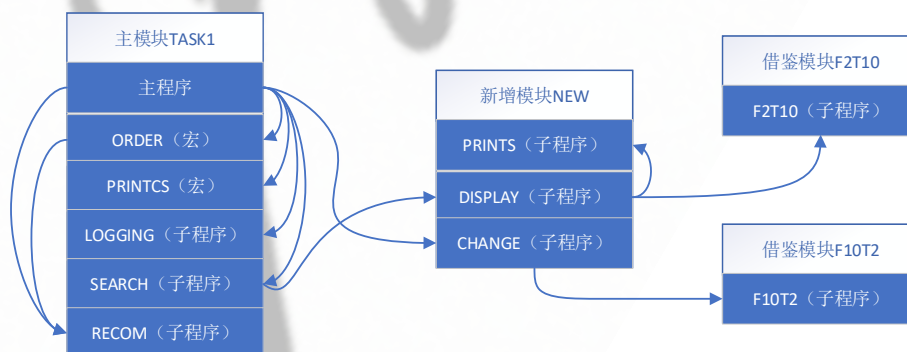 主模块TASK1
主程序
ORDER（宏）
PRINTCS（宏）
LOGGING（子程序）
SEARCH（子程序）
RECOM（子程序）
新增模块NEW
PRINTS（子程序）
DISPLAY（子程序）
CHANGE（子程序）
借鉴模块F2T10
F2T10（子程序）
借鉴模块F10T2
F10T2（子程序）